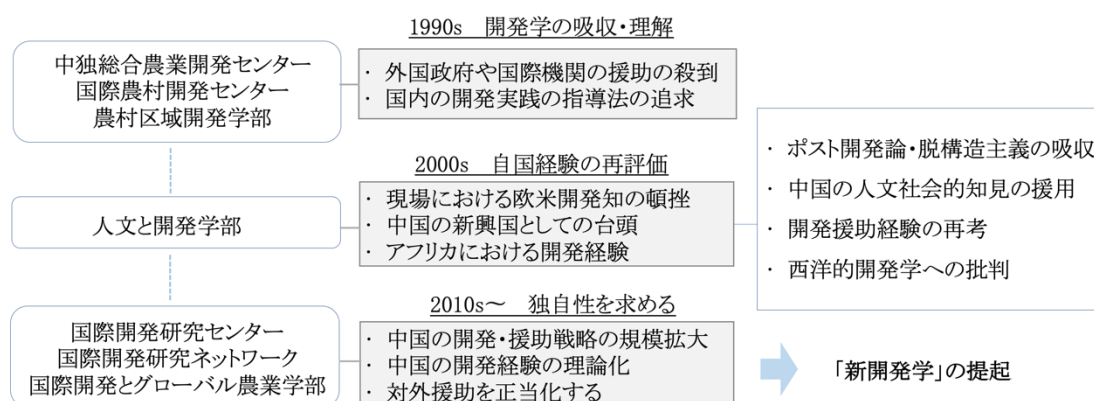 1990s　開発学の吸収・理解
中独総合農業開発センター
国際農村開発センター
農村区域開発学部
・ 外国政府や国際機関の援助の殺到
・ 国内の開発実践の指導法の追求
2000s　自国経験の再評価
人文と開発学部
・ 現場における欧米開発知の頓挫
・ 中国の新興国としての台頭
・ アフリカにおける開発経験
・ ポスト開発論・脱構造主義の吸収
・ 中国の人文社会的知見の援用
・ 開発援助経験の再考
・ 西洋的開発学への批判
2010s～　独自性を求める
国際開発研究センター
国際開発研究ネットワーク
国際開発とグローバル農業学部
・ 中国の開発・援助戦略の規模拡大
・ 中国の開発経験の理論化
・ 対外援助を正当化する
「新開発学」の提起